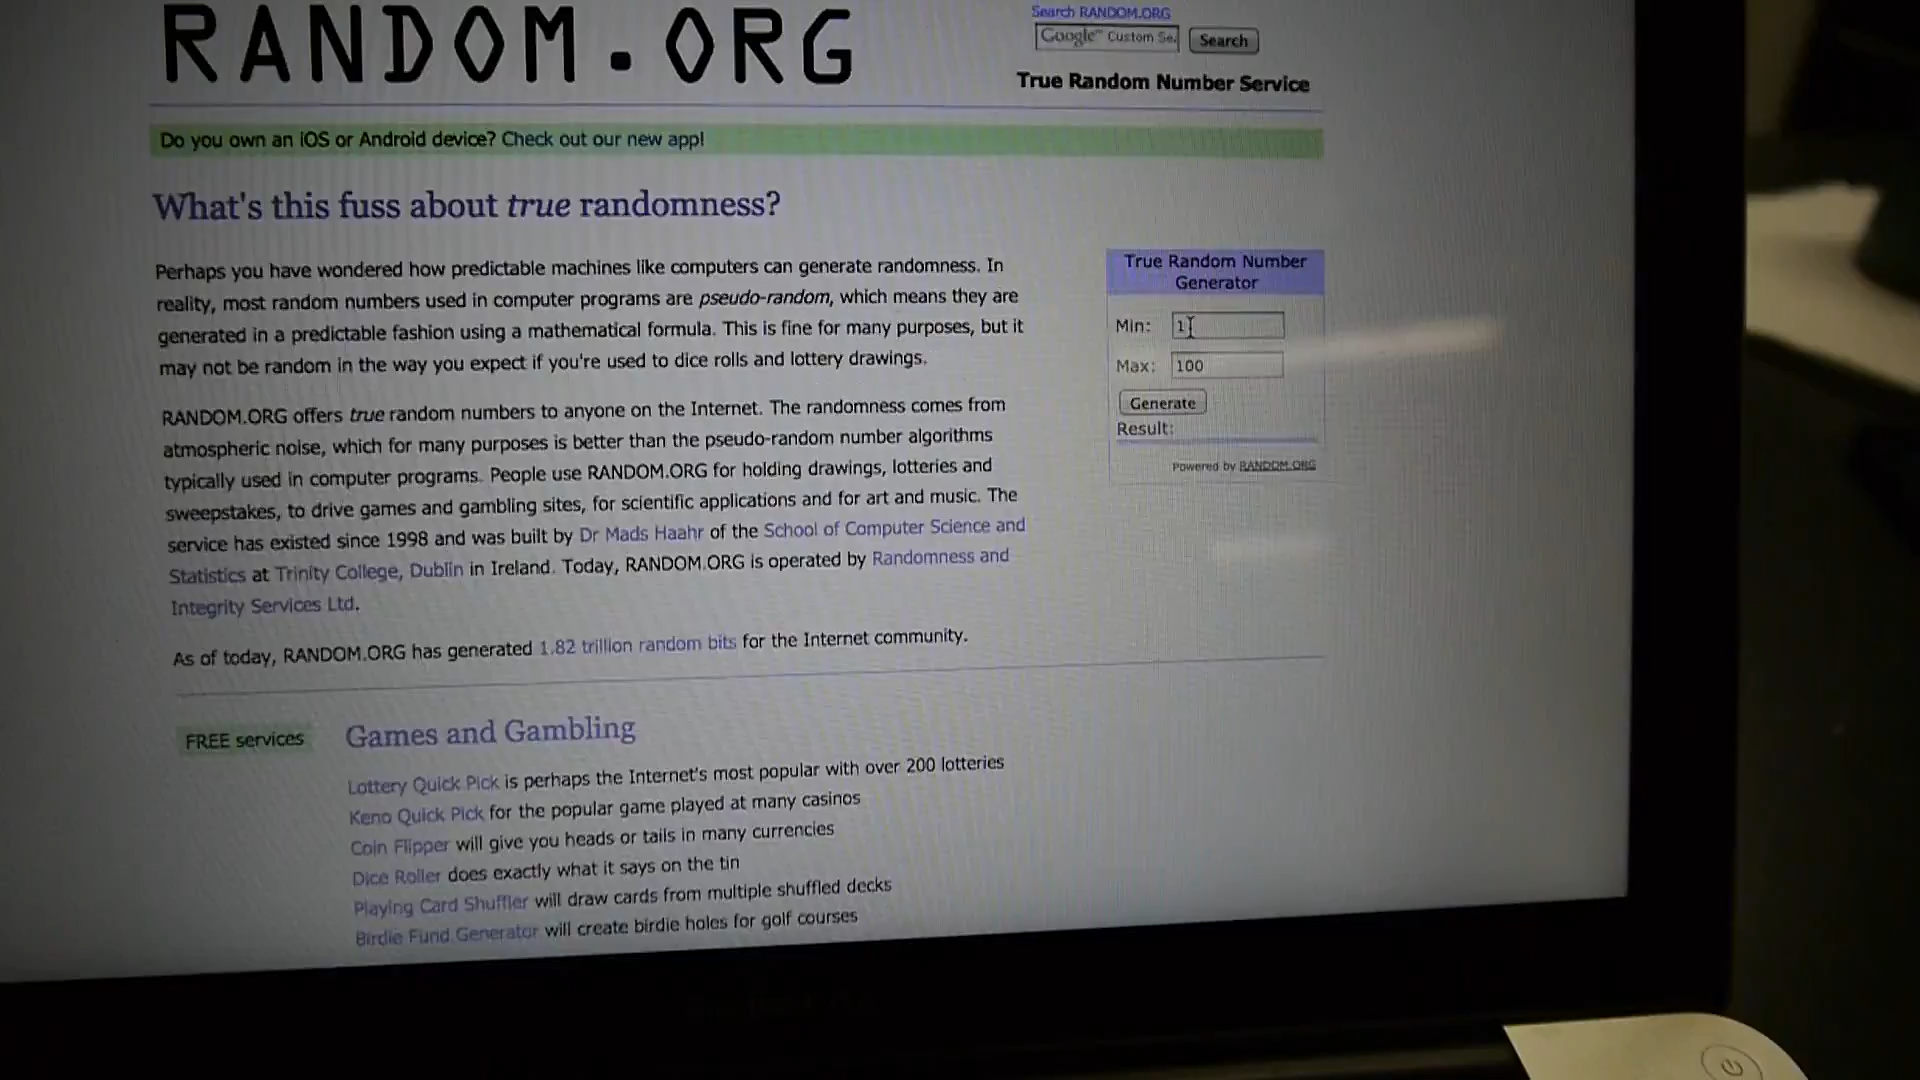 RANDOM.ORG
Search RANDOM.ORG
Google™ Custom Se
Search
True Random Number Service
Do you own an iOS or Android device? Check out our new app!
What's this fuss about true randomness?
Perhaps you have wondered how predictable machines like computers can generate randomness. In
reality, most random numbers used in computer programs are pseudo-random, which means they are
generated in a predictable fashion using a mathematical formula. This is fine for many purposes, but it
may not be random in the way you expect if you're used to dice rolls and lottery drawings.
RANDOM.ORG offers true random numbers to anyone on the Internet. The randomness comes from
atmospheric noise, which for many purposes is better than the pseudo-random number algorithms
typically used in computer programs. People use RANDOM.ORG for holding drawings, lotteries and
sweepstakes, to drive games and gambling sites, for scientific applications and for art and music. The
service has existed since 1998 and was built by Dr Mads Haahr of the School of Computer Science and
Statistics at Trinity College, Dublin in Ireland. Today, RANDOM.ORG is operated by Randomness and
Integrity Services Ltd.
As of today, RANDOM.ORG has generated 1.82 trillion random bits for the Internet community.
True Random Number
Generator
Min: 1
Max: 100
Generate
Result:
Powered by RANDOM.ORG
FREE services
Games and Gambling
Lottery Quick Pick is perhaps the Internet's most popular with over 200 lotteries
Keno Quick Pick for the popular game played at many casinos
Coin Flipper will give you heads or tails in many currencies
Dice Roller does exactly what it says on the tin
Playing Card Shuffler will draw cards from multiple shuffled decks
Birdie Fund Generator will create birdie holes for golf courses